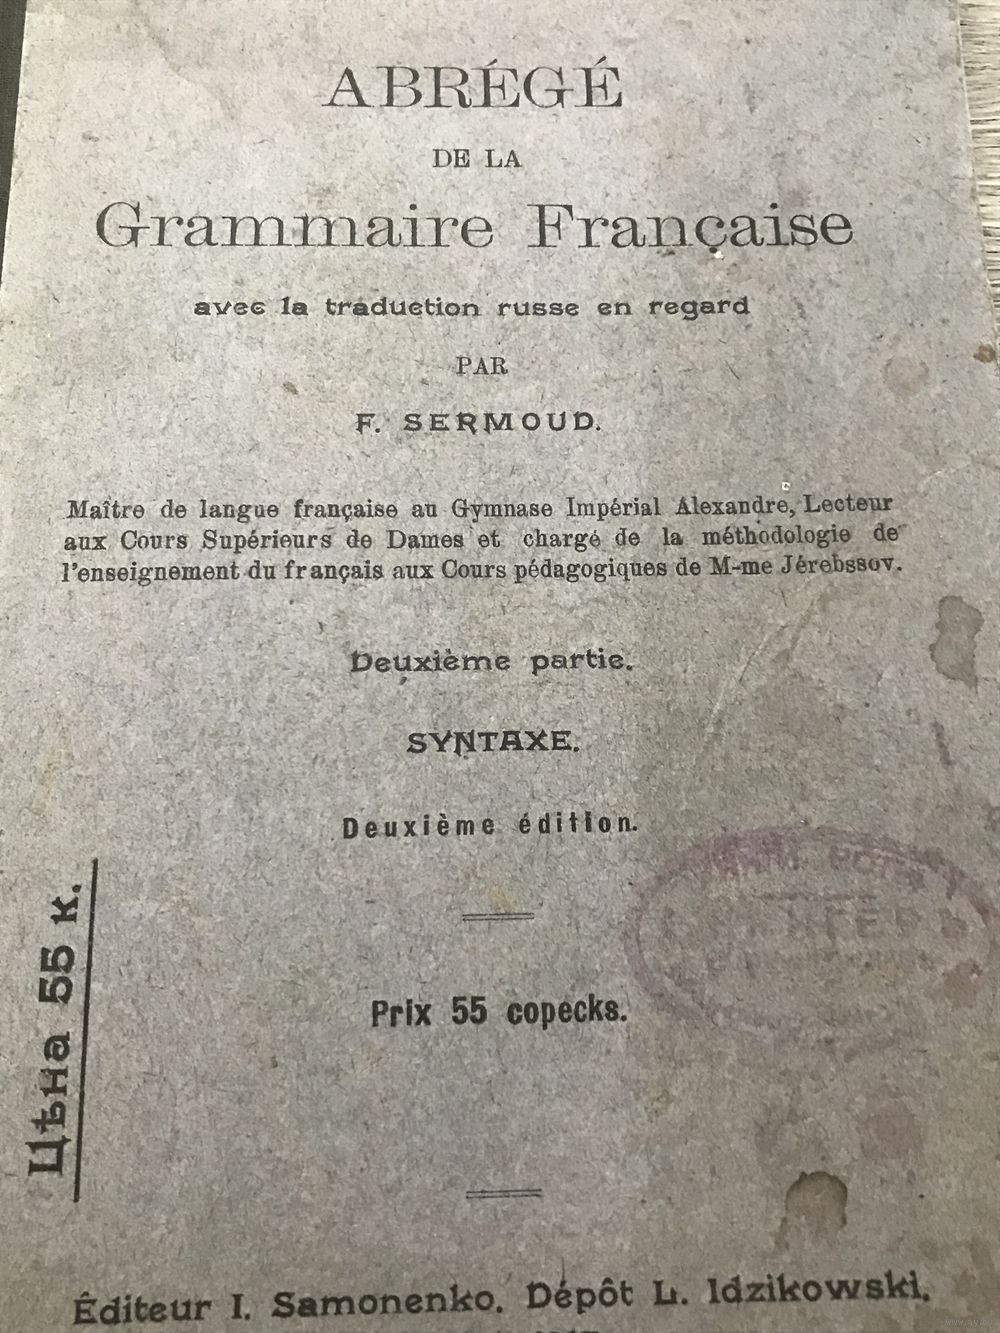 ABRÉGÉ
DE LA
Grammaire Française
avec la traduction russe en regard
PAR
F. SERMOUD.
Maître de langue française au Gymnase Impérial Alexandre, Lecteur
aux Cours Supérieurs de Dames et chargé de la méthodologie de
l'enseignement du français aux Cours pédagogiques de M-me Jérebssov.
Deuxième partie.
SYNTAXE.
Deuxième édition.
Prix 55 copecks.
Цѣна 55 к.
Éditeur I. Samonenko. Dépôt L. Idzikowski.